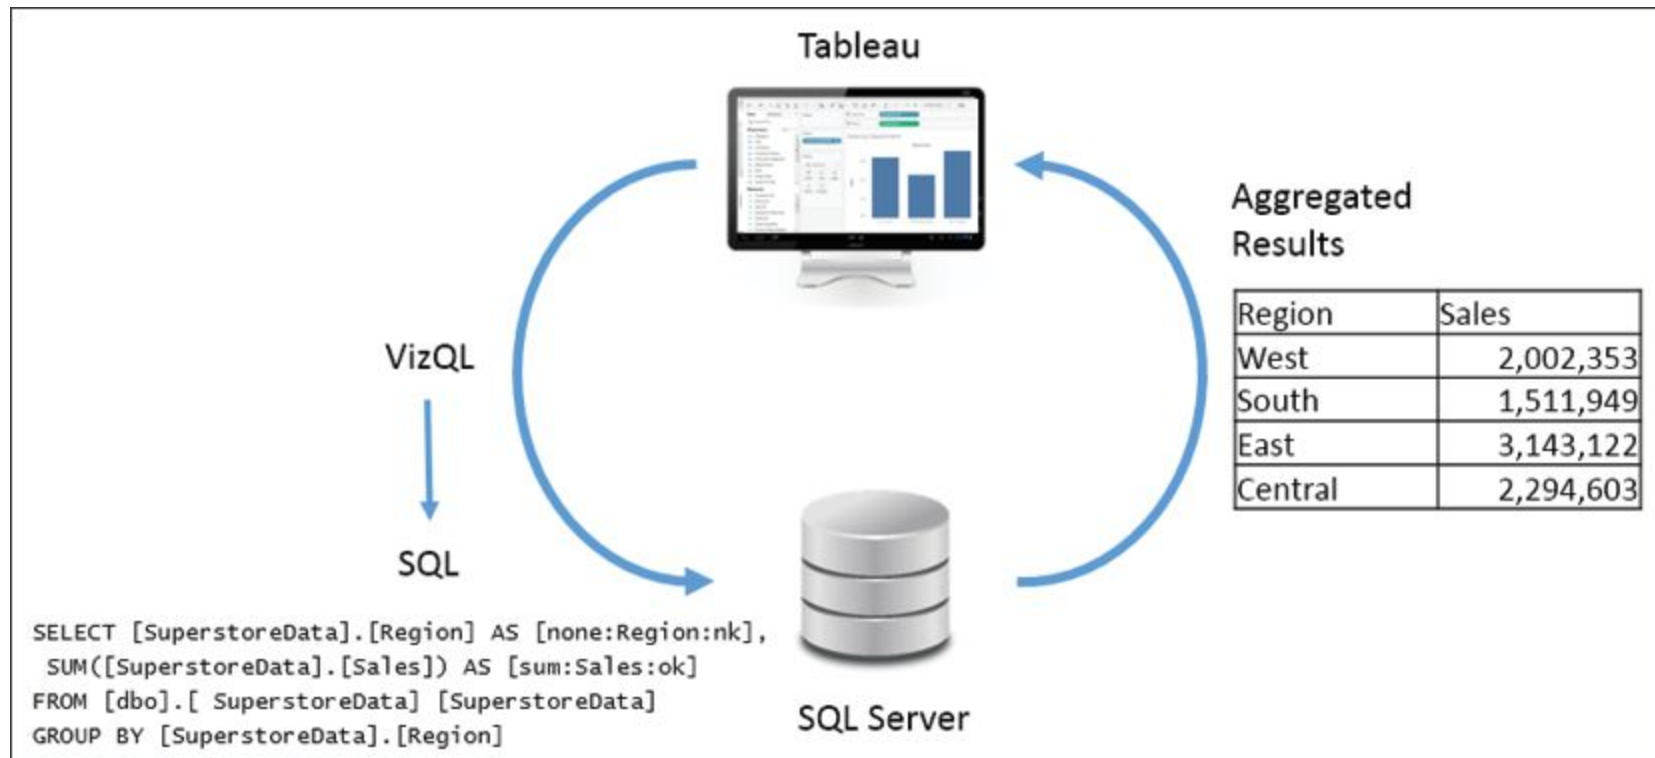 Tableau
VizQL
SQL
SELECT [SuperstoreData].[Region] AS [none:Region:nk],
SUM([SuperstoreData].[Sales]) AS [sum:Sales:ok]
FROM [dbo].[ SuperstoreData] [SuperstoreData]
GROUP BY [SuperstoreData].[Region]
SQL Server
Aggregated
Results
Region Sales
West 2,002,353
South 1,511,949
East 3,143,122
Central 2,294,603